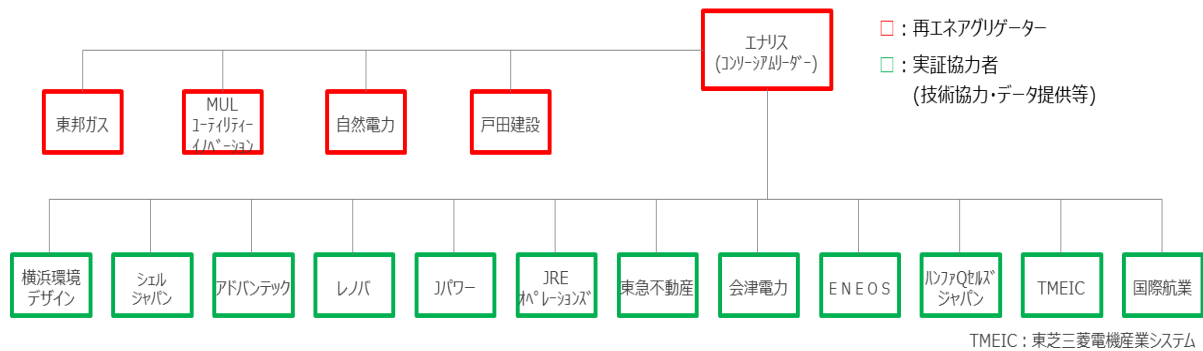 エナリス
(ｺﾝｿｰｼｱﾑﾘｰﾀﾞｰ)
□：再エネアグリゲーター
□：実証協力者
(技術協力・データ提供等)
東邦ガス
MUL
ﾕｰﾃｨﾘﾃｨｰ
ｲﾉﾍﾞｰｼｮﾝ
自然電力
戸田建設
横浜環境
デザイン
シェル
ジャパン
アドバンテック
レノバ
Jパワー
JRE
ｵﾍﾟﾚｰｼｮﾝｽﾞ
東急不動産
会津電力
ＥＮＥＯＳ
ﾊﾝﾌｧQｾﾙｽﾞ
ジャパン
TMEIC
国際航業
TMEIC：東芝三菱電機産業システム